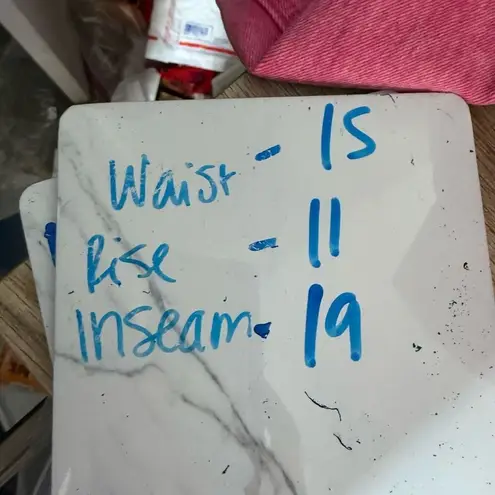 Waist - 15
Rise - 11
Inseam - 19